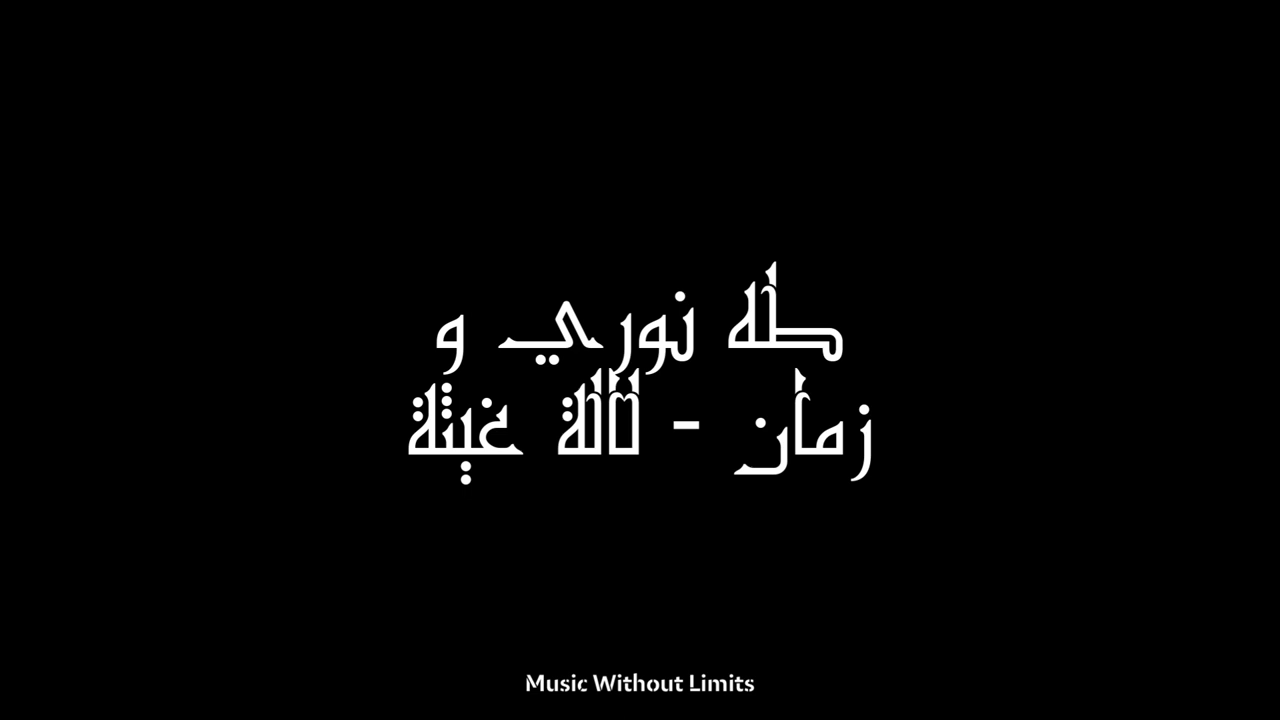 طه نوري و
زمان - لالة غيثة
Music Without Limits